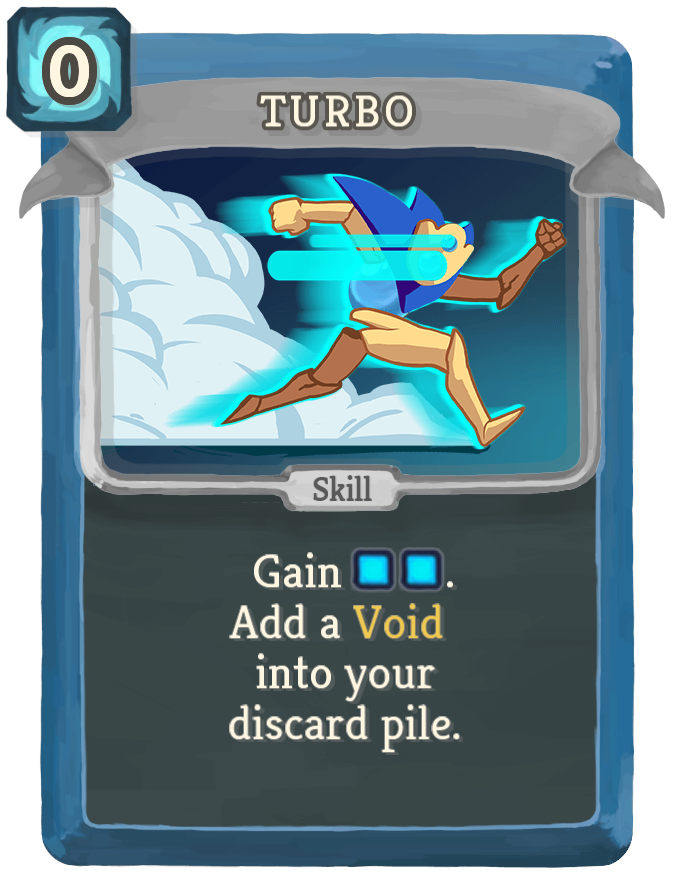 0
TURBO
Skill
Gain .
Add a Void
into your
discard pile.